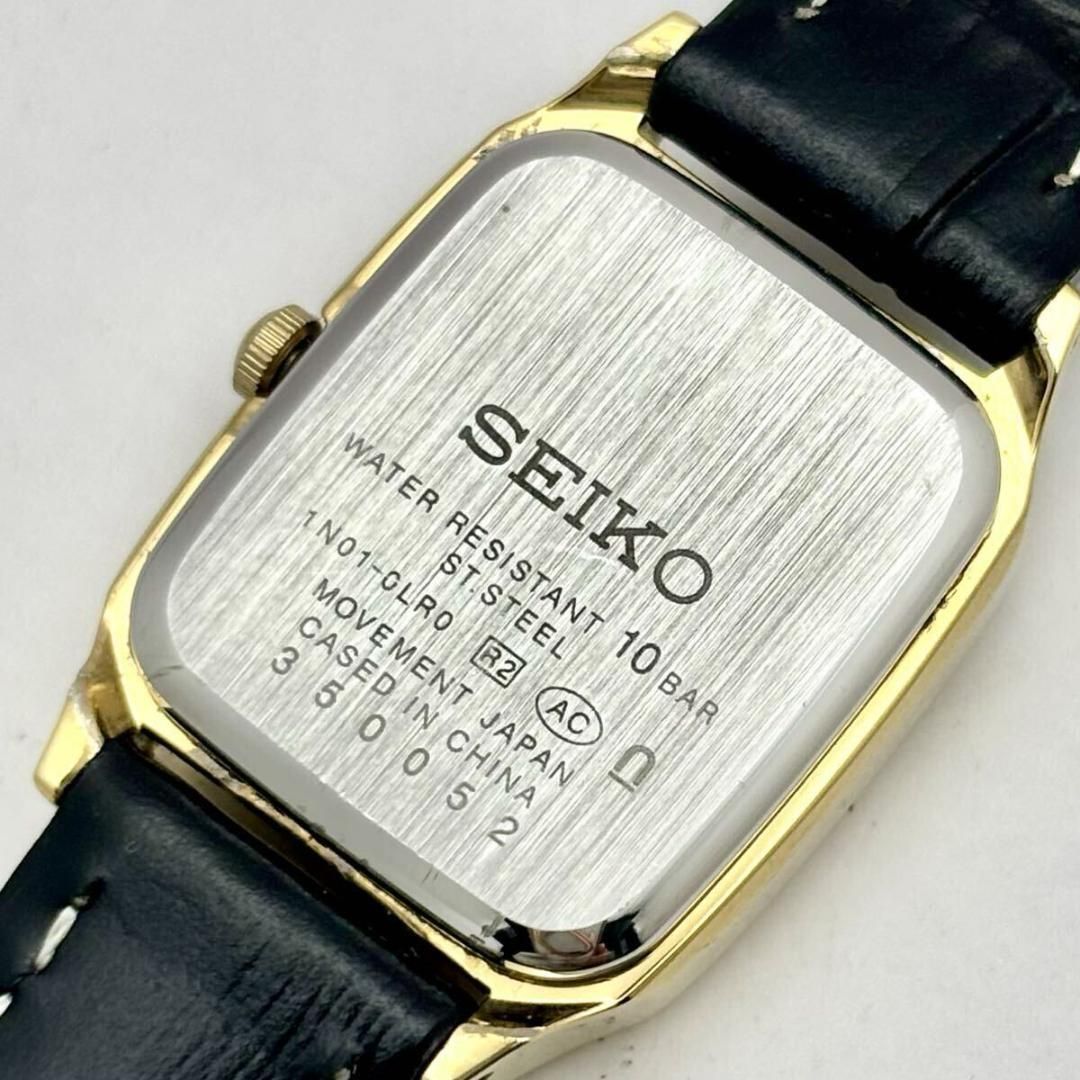 SEIKO
WATER RESISTANT 10 BAR
ST.STEEL
1N01-0LR0 R2 AC
MOVEMENT JAPAN
CASED IN CHINA
350052